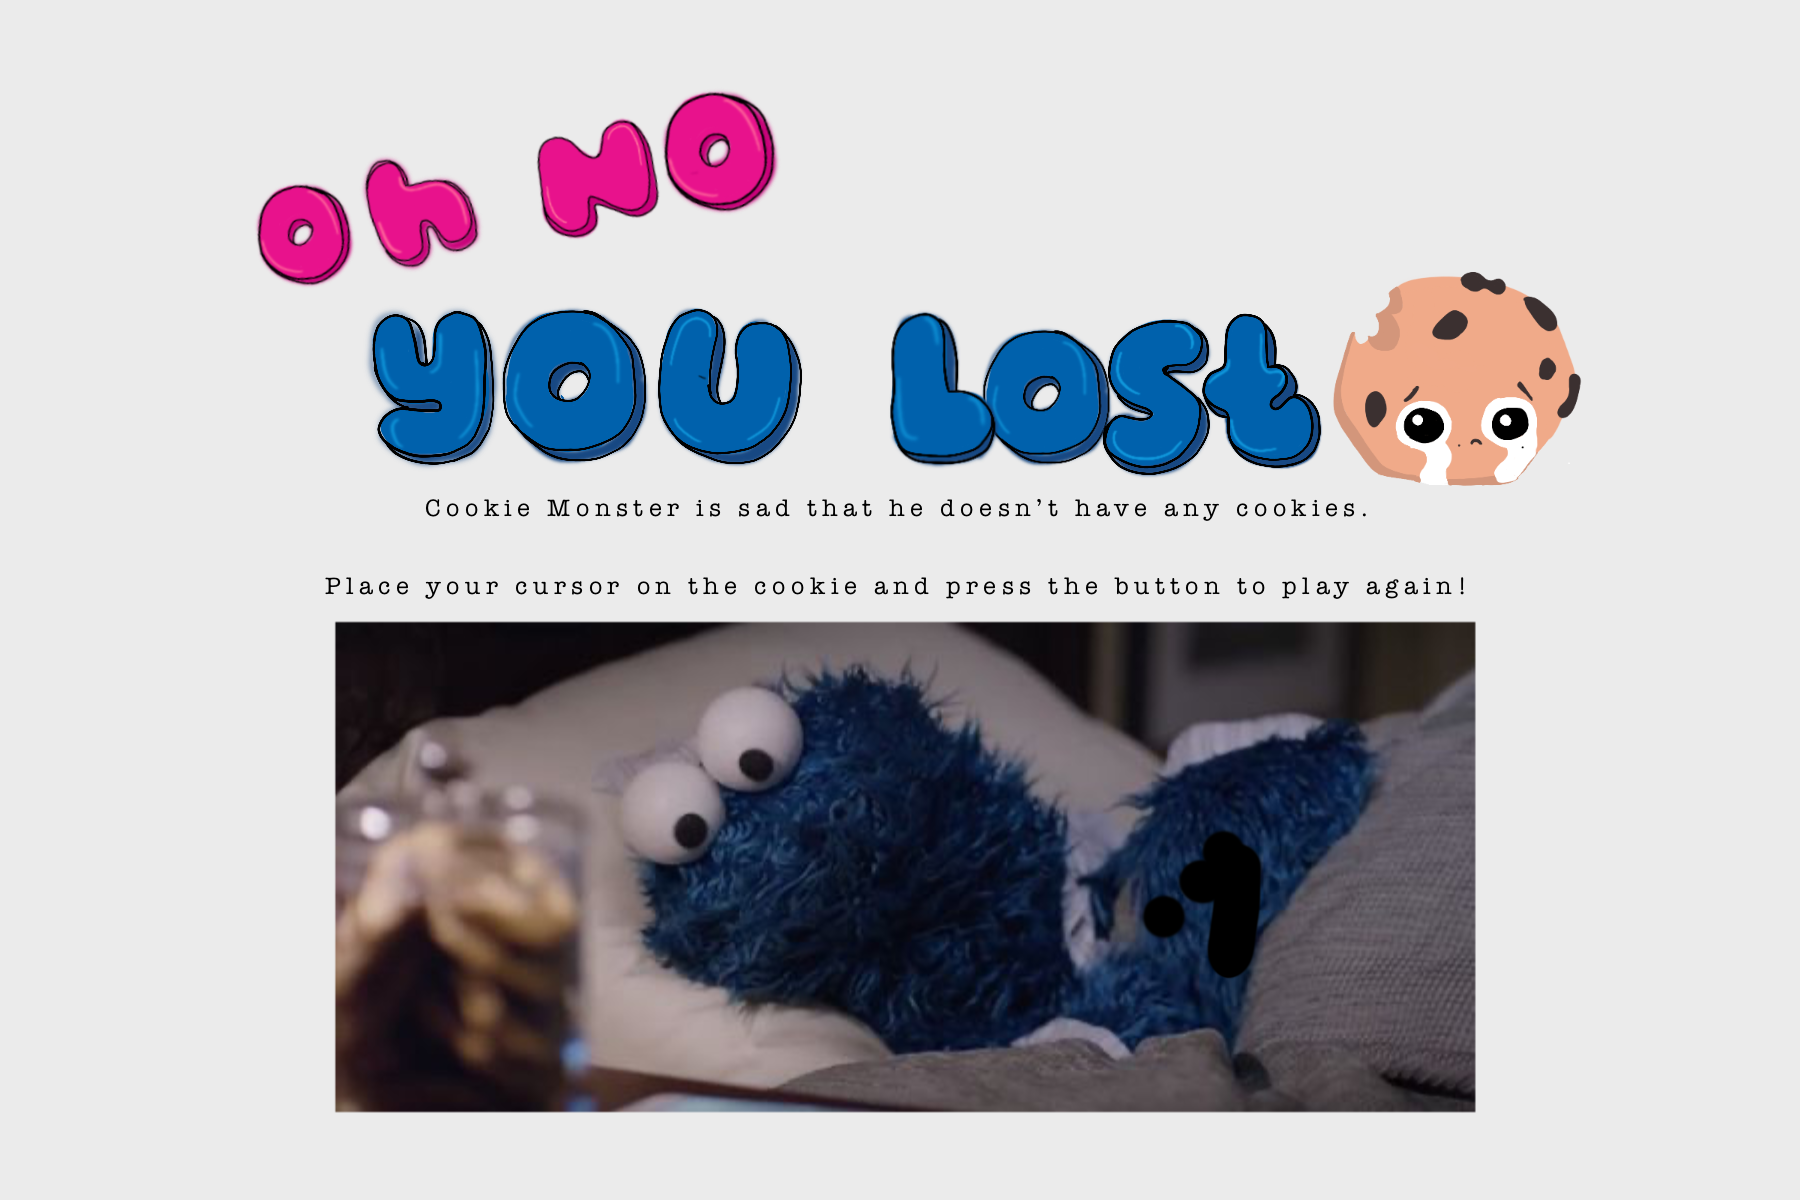 Oh NO
YOU Lost
Cookie Monster is sad that he doesn’t have any cookies.
Place your cursor on the cookie and press the button to play again!